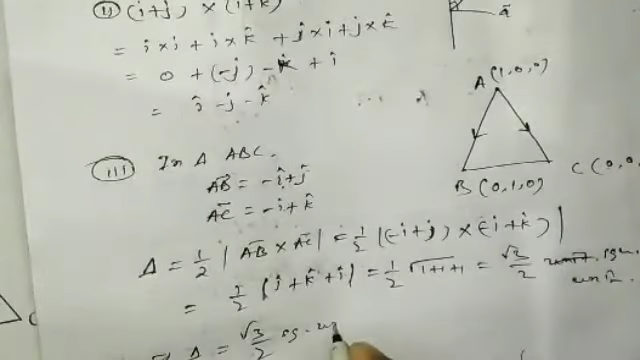 ii) (i+j) × (i+k̂)
= i×i + i×k̂ + j×i + j×k̂
= 0 + (-j) - k + i
= î - j - k̂
ā
A(1,0,0)
B(0,1,0)
C(0,0,
iii In Δ ABC.
AB = -î+ĵ
AC = -i+k̂
Δ = 1/2 |AB × AC| = 1/2 |(-i+j) × (-i+k̂)|
= 1/2 |j+k̂+i| = 1/2 √1+1+1 = √3/2 sq.
Δ = √3/2 sq.